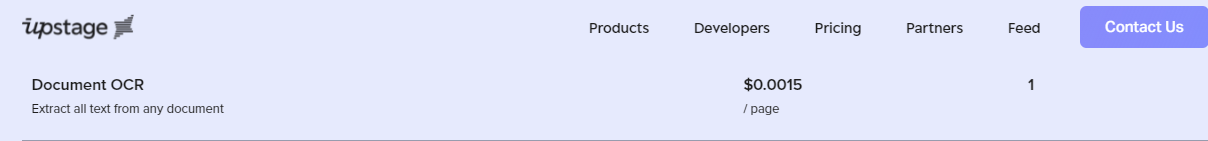 upstage
Products Developers Pricing Partners Feed Contact Us
Document OCR $0.0015 1
Extract all text from any document / page